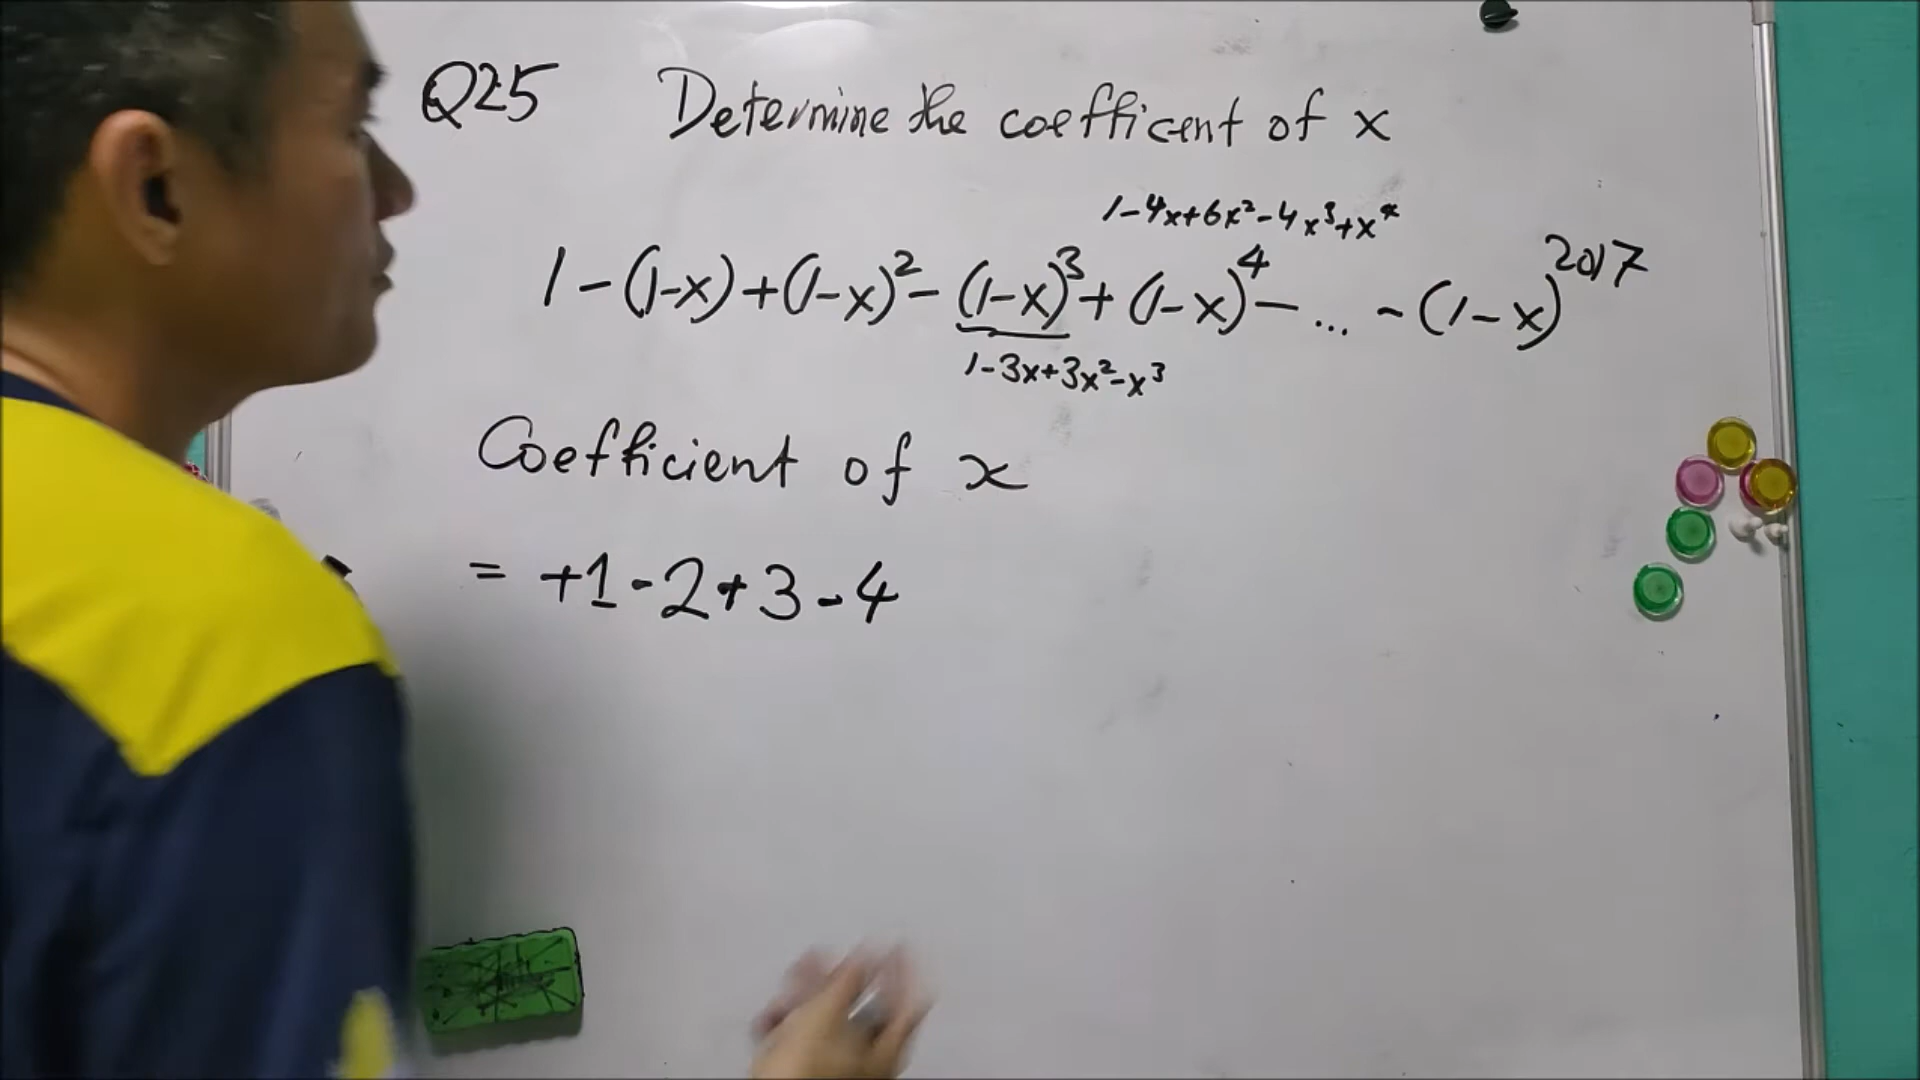 Q25 Determine the coefficent of x
1-4x+6x²-4x³+x⁴
1-(1-x)+(1-x)²-(1-x)³+(1-x)⁴-...-(1-x)²⁰¹⁷
1-3x+3x²-x³
Coefficient of x
= +1-2+3-4